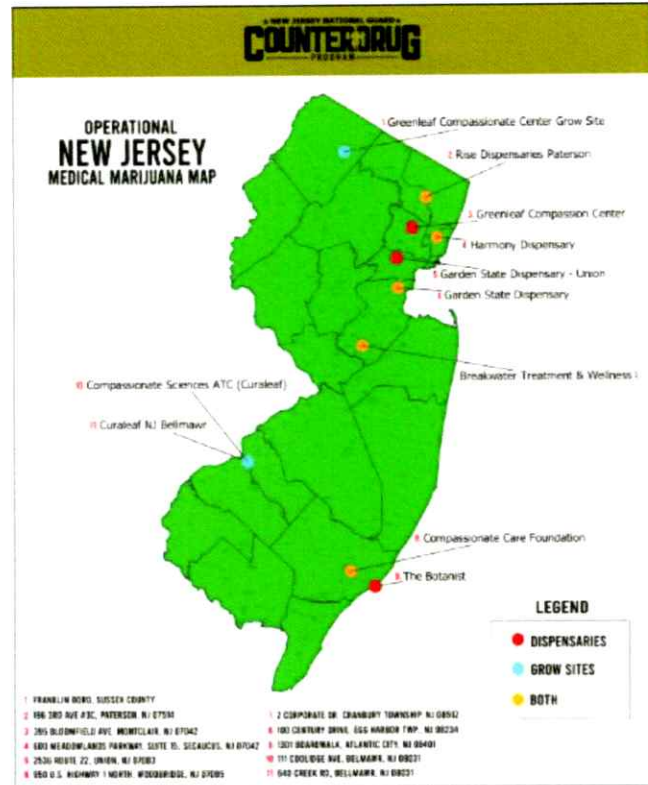 NEW JERSEY NATIONAL GUARD
COUNTERDRUG
PROGRAM
OPERATIONAL
NEW JERSEY
MEDICAL MARIJUANA MAP
1 Greenleaf Compassionate Center Grow Site
2 Rise Dispensaries Paterson
3 Greenleaf Compassion Center
4 Harmony Dispensary
5 Garden State Dispensary - Union
6 Garden State Dispensary
Breakwater Treatment & Wellness
10 Compassionate Sciences ATC (Curaleaf)
11 Curaleaf NJ Bellmawr
Compassionate Care Foundation
The Botanist
LEGEND
DISPENSARIES
GROW SITES
BOTH
1 FRANKLIN BORO, SUSSEX COUNTY
2 196 3RD AVE #3C, PATERSON, NJ
3 395 BLOOMFIELD AVE, MONTCLAIR, NJ 07042
4 600 MEADOWLANDS PARKWAY, SUITE 15, SECAUCUS, NJ 07042
5 2536 ROUTE 22, UNION, NJ 07083
6 950 U.S. HIGHWAY 1 NORTH, WOODBRIDGE, NJ 07095
7 2 CORPORATE DR, CRANBURY TOWNSHIP, NJ 08512
8 100 CENTURY DRIVE, EGG HARBOR TWP, NJ 08234
9 1301 BOARDWALK, ATLANTIC CITY, NJ 08401
10 111 COOLIDGE AVE, BELMAWR, NJ 08031
11 640 CREEK RD, BELLMAWR, NJ 08031